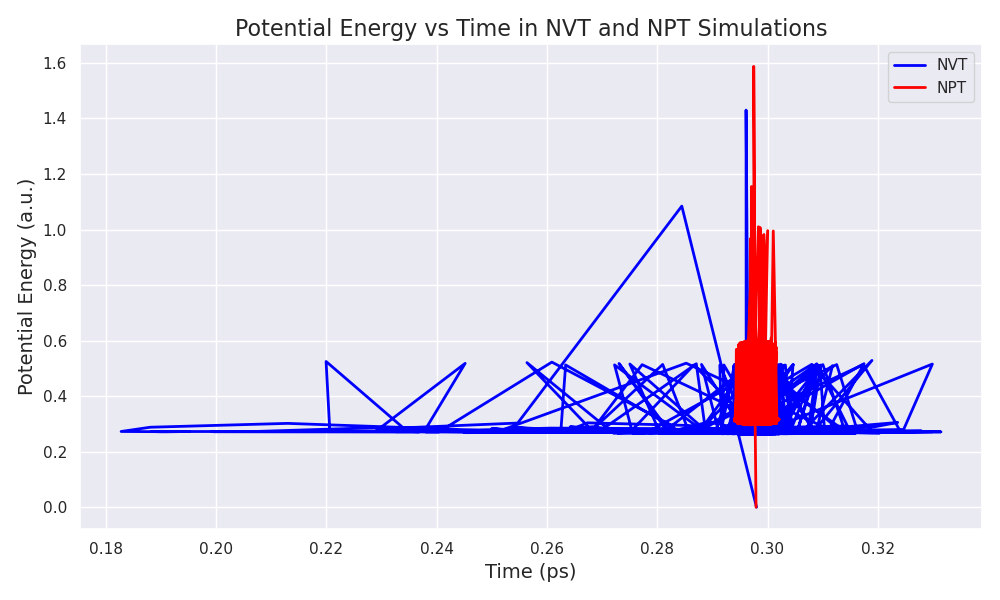 Potential Energy vs Time in NVT and NPT Simulations
NVT
NPT
Potential Energy (a.u.)
1.6
1.4
1.2
1.0
0.8
0.6
0.4
0.2
0.0
0.18 0.20 0.22 0.24 0.26 0.28 0.30 0.32
Time (ps)